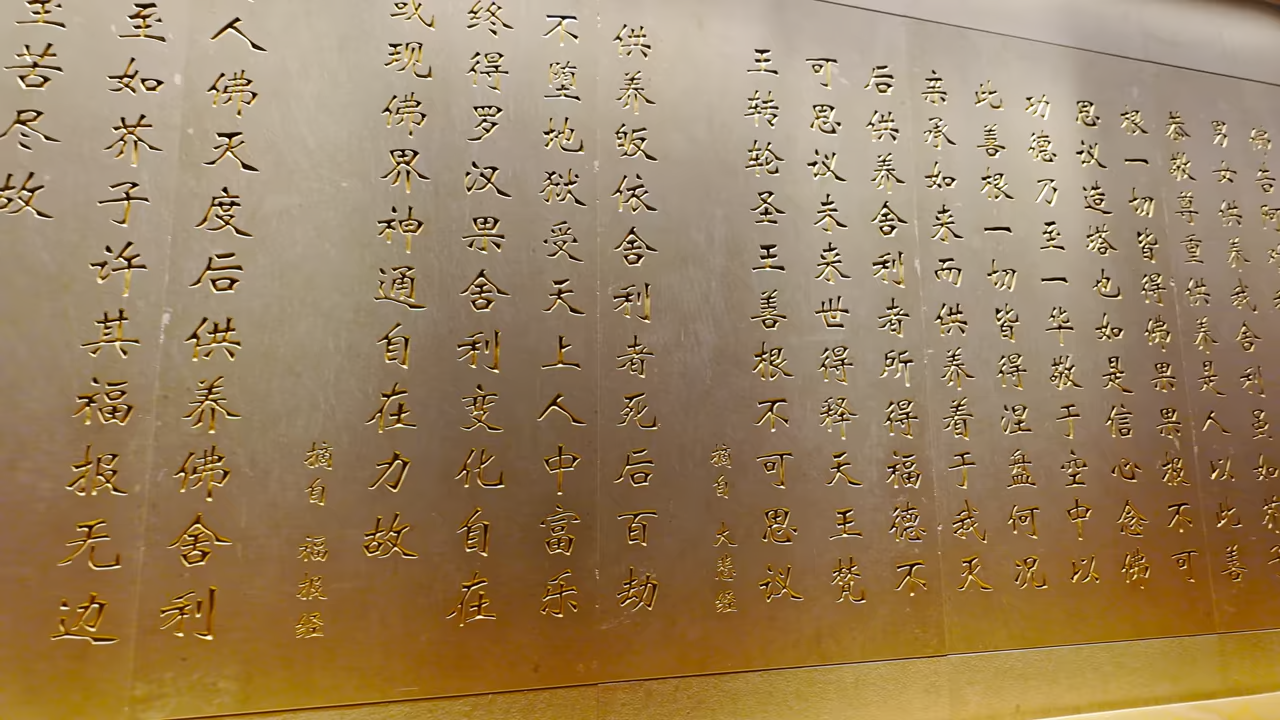 佛告阿
男女供养我舍利
恭敬尊重供养是人以此善
根一切皆得佛果果报不可
思议造塔也如是信心念佛
功德乃至一华散于空中以
此善根一切皆得涅盘何况
亲承如来而供养着于我灭
后供养舍利者所得福德不
可思议未来世得释天王梵
王转轮圣王善根不可思议
摘自 大悲经
供养皈依舍利者死后百劫
不堕地狱受天上人中富乐
终得罗汉果舍利变化自在
或现佛界神通自在力故
摘自 福报经
人佛灭度后供养佛舍利
至如芥子许其福报无边
至苦尽故